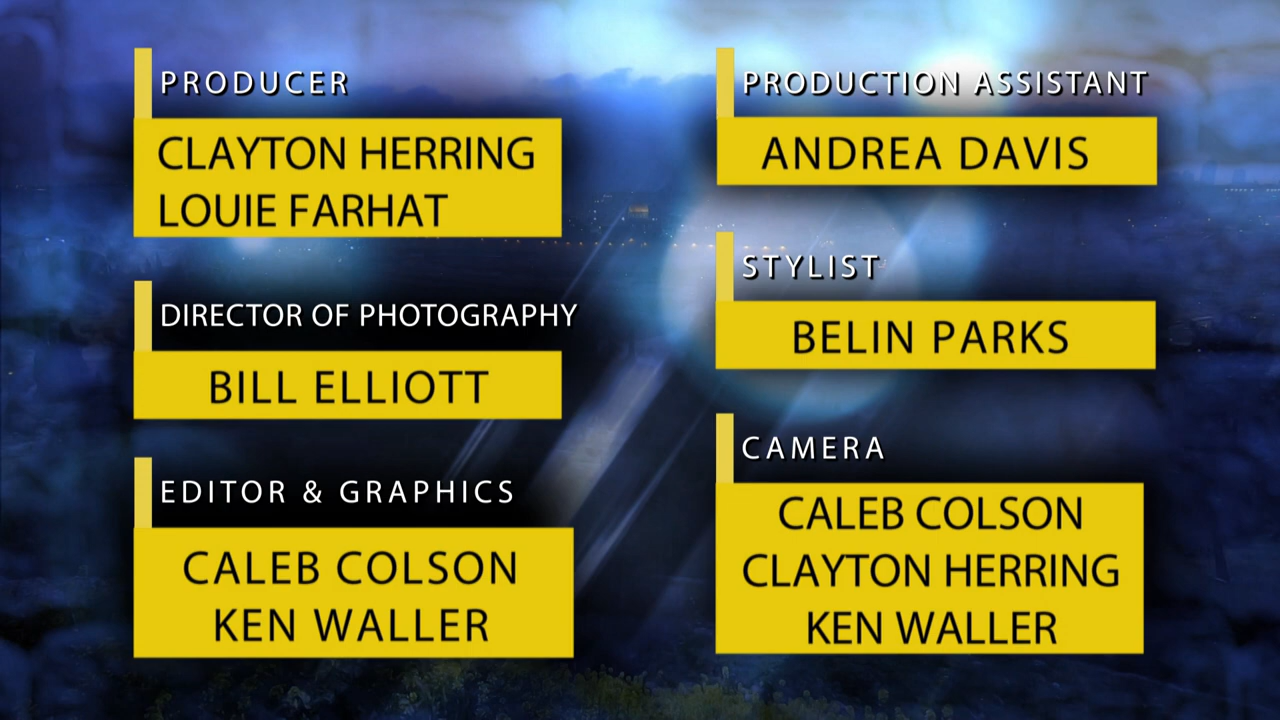 PRODUCER
CLAYTON HERRING
LOUIE FARHAT
DIRECTOR OF PHOTOGRAPHY
BILL ELLIOTT
EDITOR & GRAPHICS
CALEB COLSON
KEN WALLER
PRODUCTION ASSISTANT
ANDREA DAVIS
STYLIST
BELIN PARKS
CAMERA
CALEB COLSON
CLAYTON HERRING
KEN WALLER